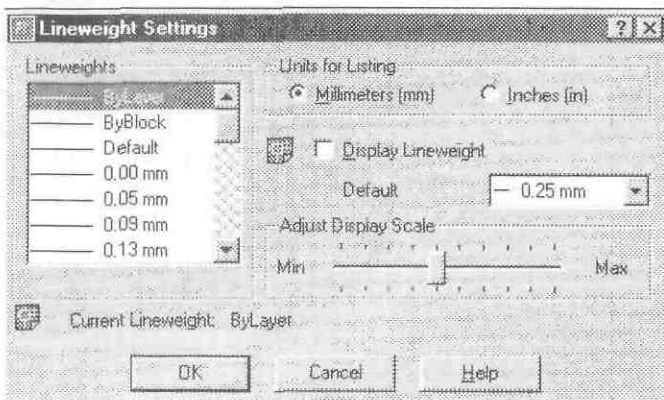 Lineweight Settings
Lineweights
ByLayer
ByBlock
Default
0.00 mm
0.05 mm
0.09 mm
0.13 mm
Units for Listing
Millimeters (mm)
Inches (in)
Display Lineweight
Default
0.25 mm
Adjust Display Scale
Min
Max
Current Lineweight: ByLayer
OK
Cancel
Help